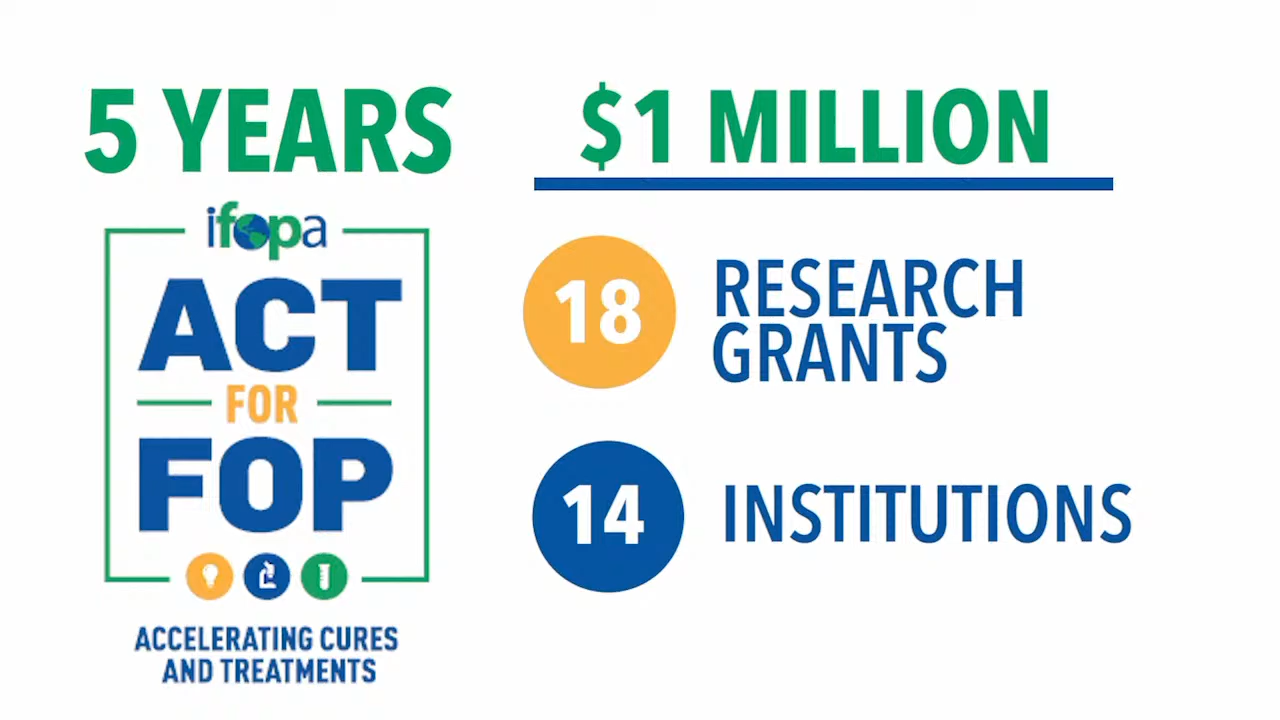 5 YEARS
ifopa
ACT
FOR
FOP
ACCELERATING CURES
AND TREATMENTS
$1 MILLION
18
RESEARCH
GRANTS
14
INSTITUTIONS